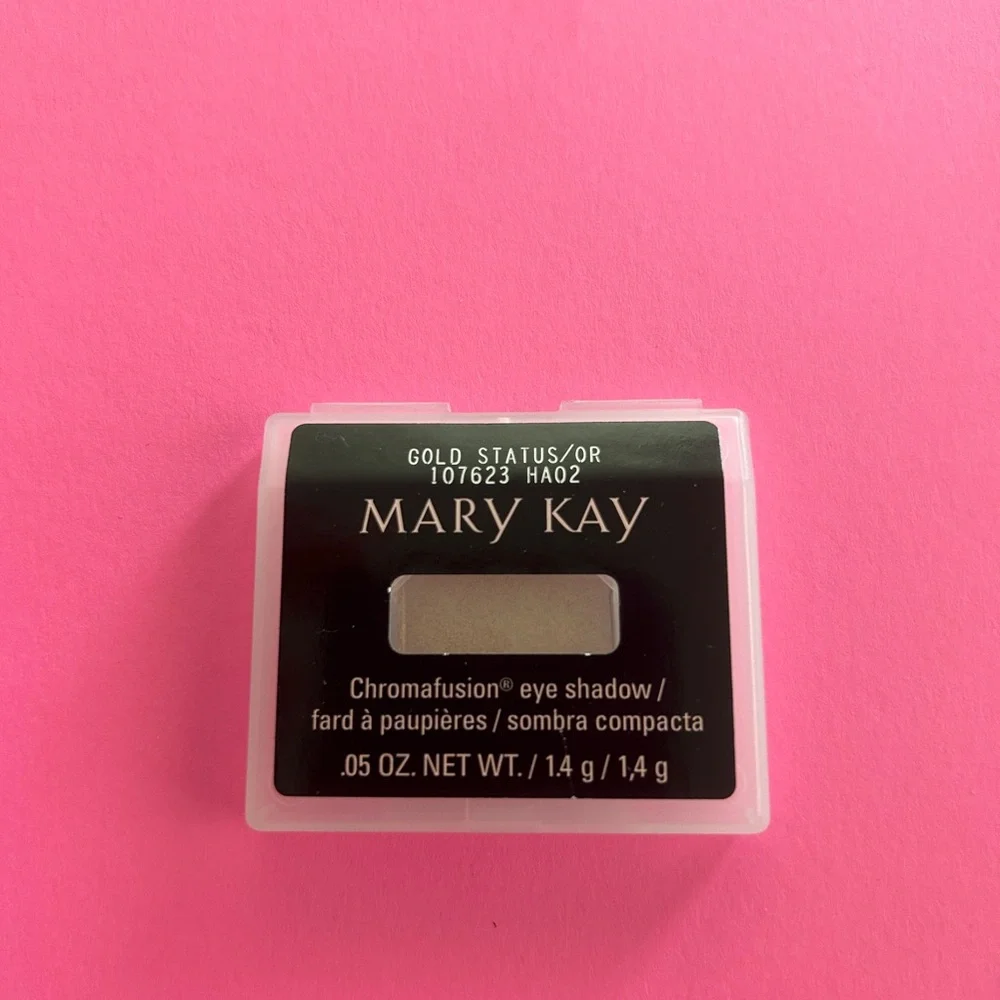 GOLD STATUS/OR
107623 HA02
MARY KAY
Chromafusion® eye shadow /
fard à paupières / sombra compacta
.05 OZ. NET WT. / 1.4 g / 1,4 g